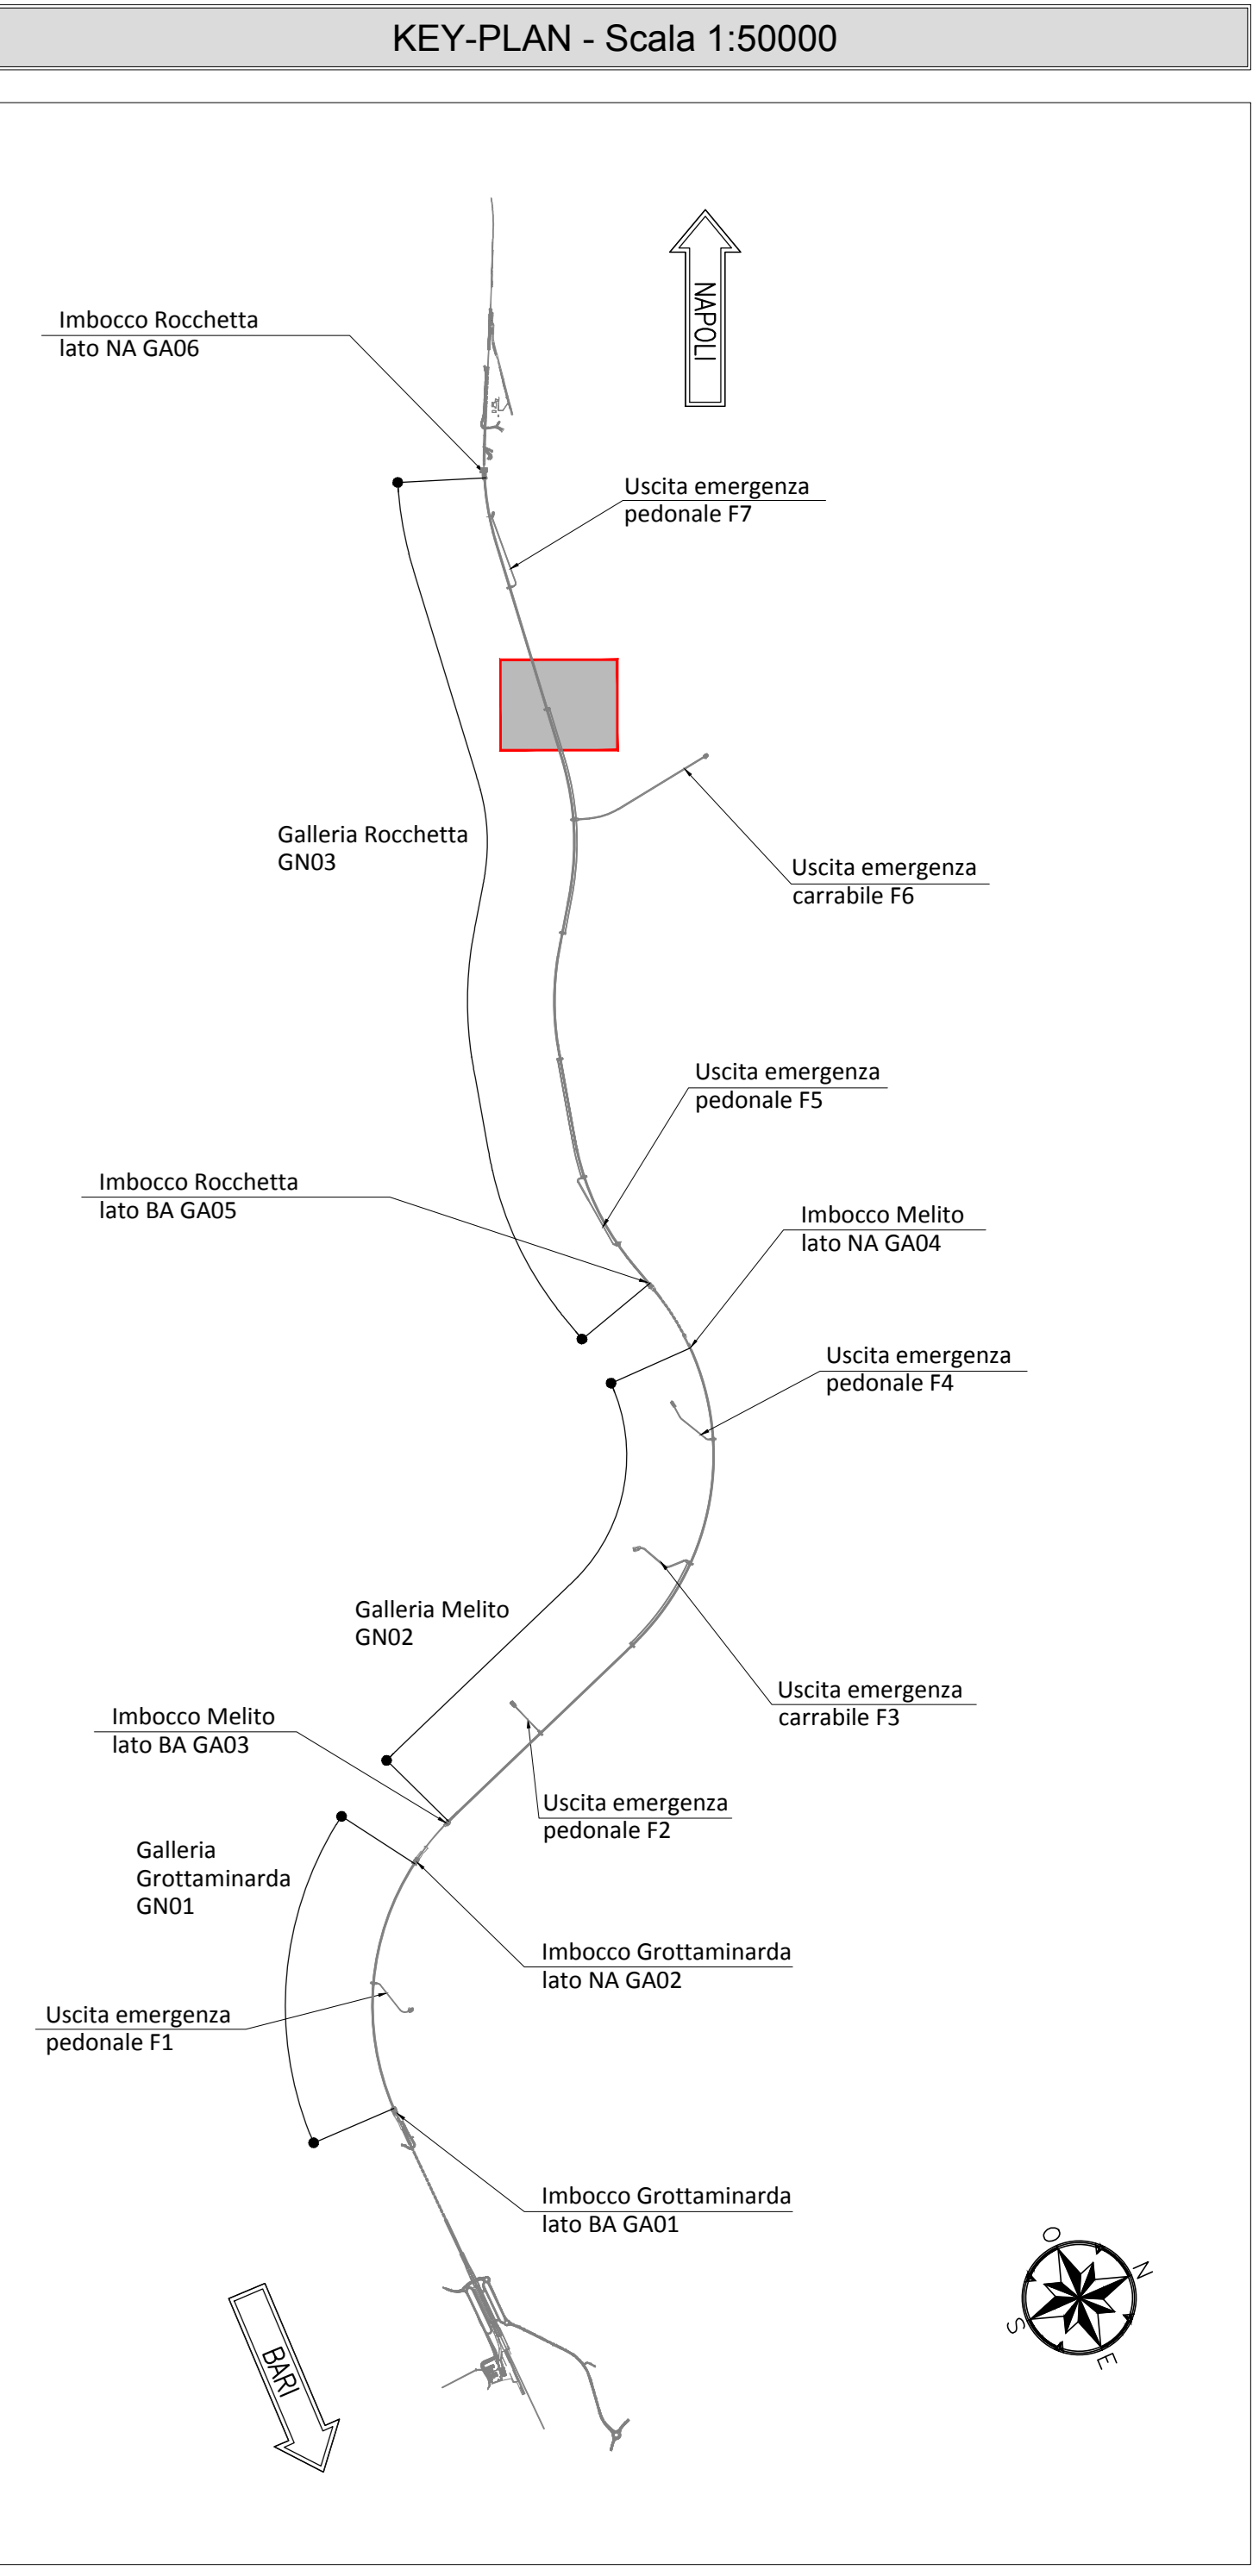 KEY-PLAN - Scala 1:50000
NAPOLI
Imbocco Rocchetta
lato NA GA06
Uscita emergenza
pedonale F7
Galleria Rocchetta
GN03
Uscita emergenza
carrabile F6
Uscita emergenza
pedonale F5
Imbocco Rocchetta
lato BA GA05
Imbocco Melito
lato NA GA04
Uscita emergenza
pedonale F4
Galleria Melito
GN02
Uscita emergenza
carrabile F3
Imbocco Melito
lato BA GA03
Uscita emergenza
pedonale F2
Galleria
Grottaminarda
GN01
Imbocco Grottaminarda
lato NA GA02
Uscita emergenza
pedonale F1
Imbocco Grottaminarda
lato BA GA01
O
N
S
E
BARI